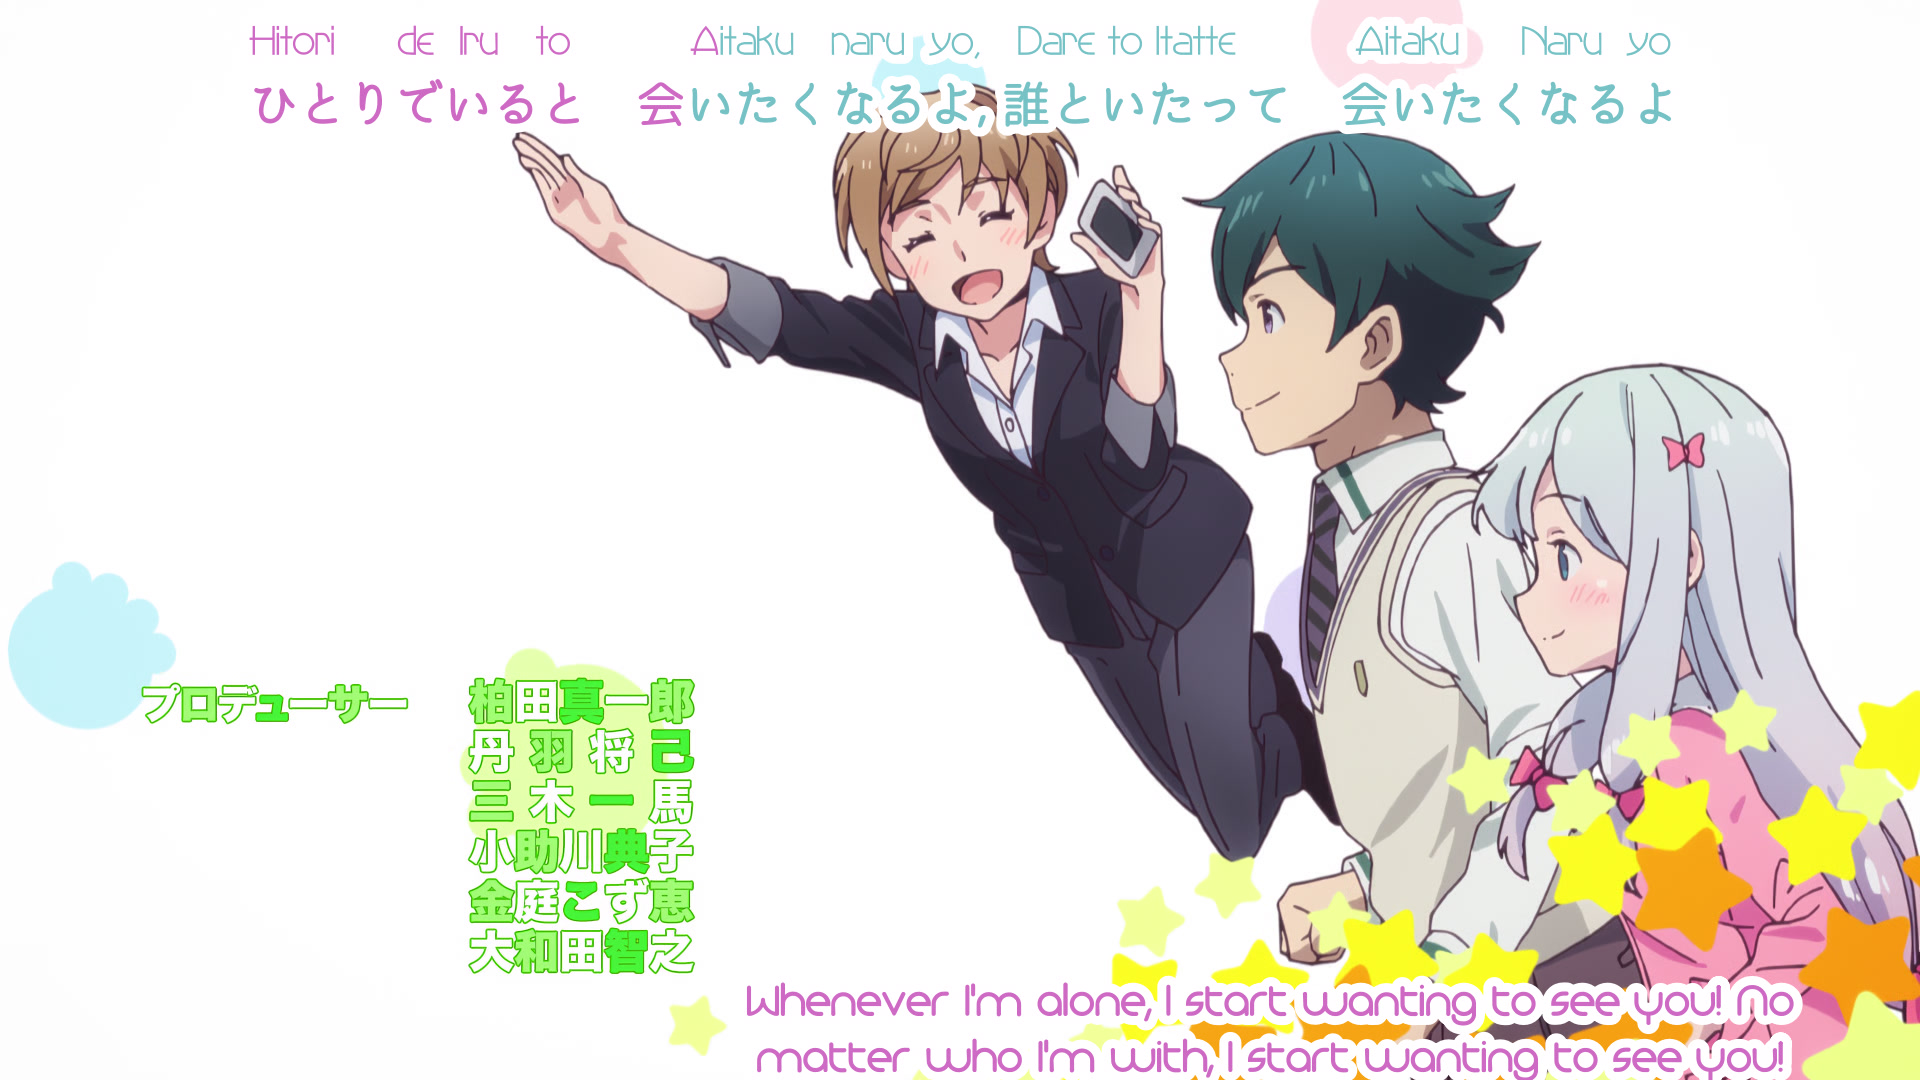 Hitori de Iru to Aitaku naru yo, Dare to Itatte Aitaku Naru yo
ひとりでいると 会いたくなるよ,誰といたって 会いたくなるよ
プロデューサー 柏田真一郎
丹羽将己
三木一馬
小助川典子
金庭こず恵
大和田智之
Whenever I'm alone, I start wanting to see you! No
matter who I'm with, I start wanting to see you!